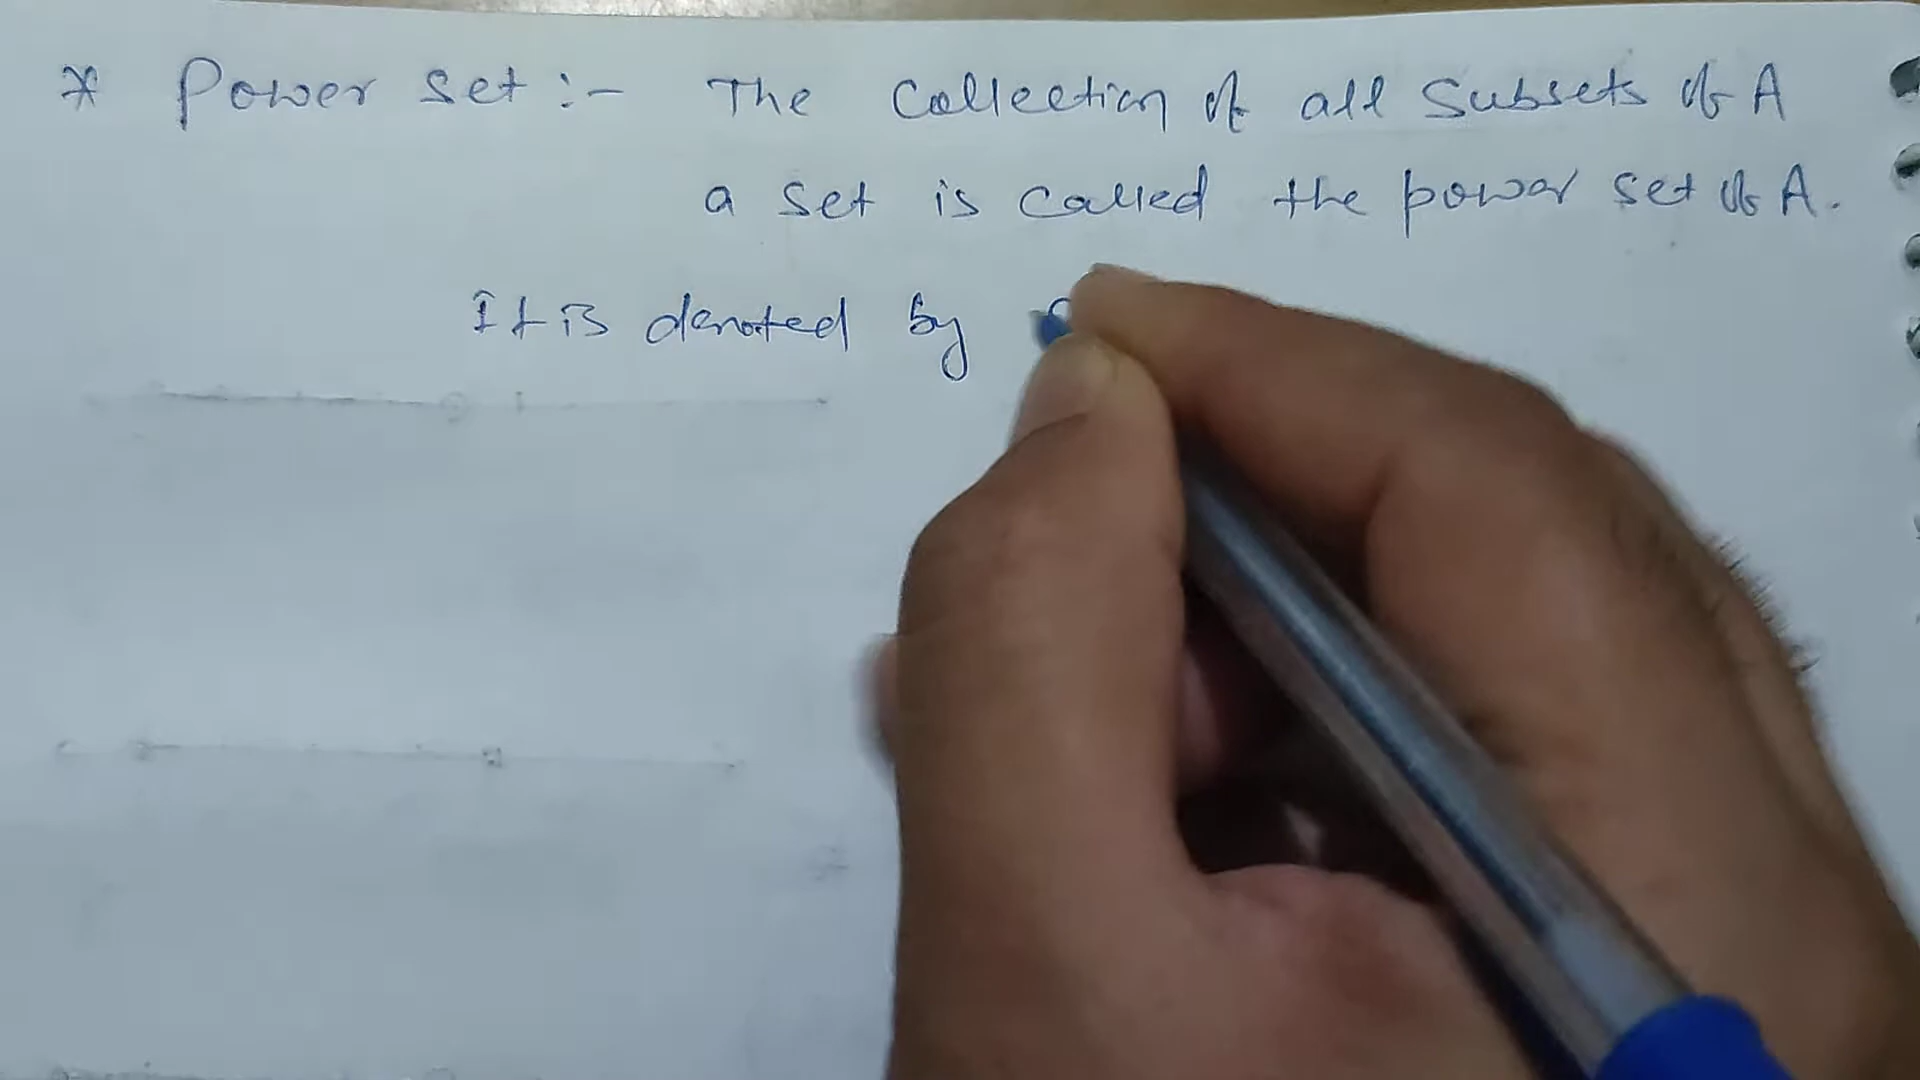 * Power set :- The Collection of all Subsets of A
a set is called the power set of A.
It is denoted by